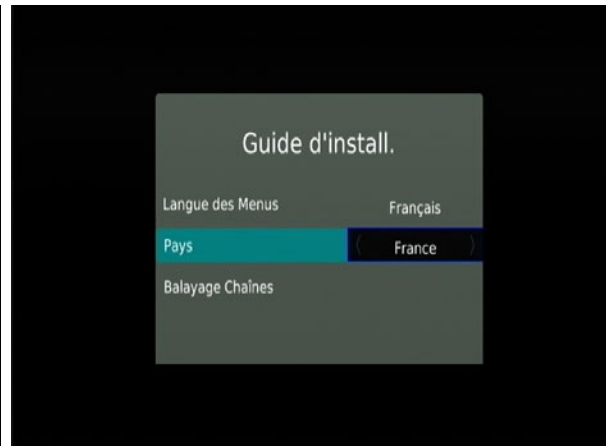 Guide d'install.
Langue des Menus Français
Pays France
Balayage Chaînes